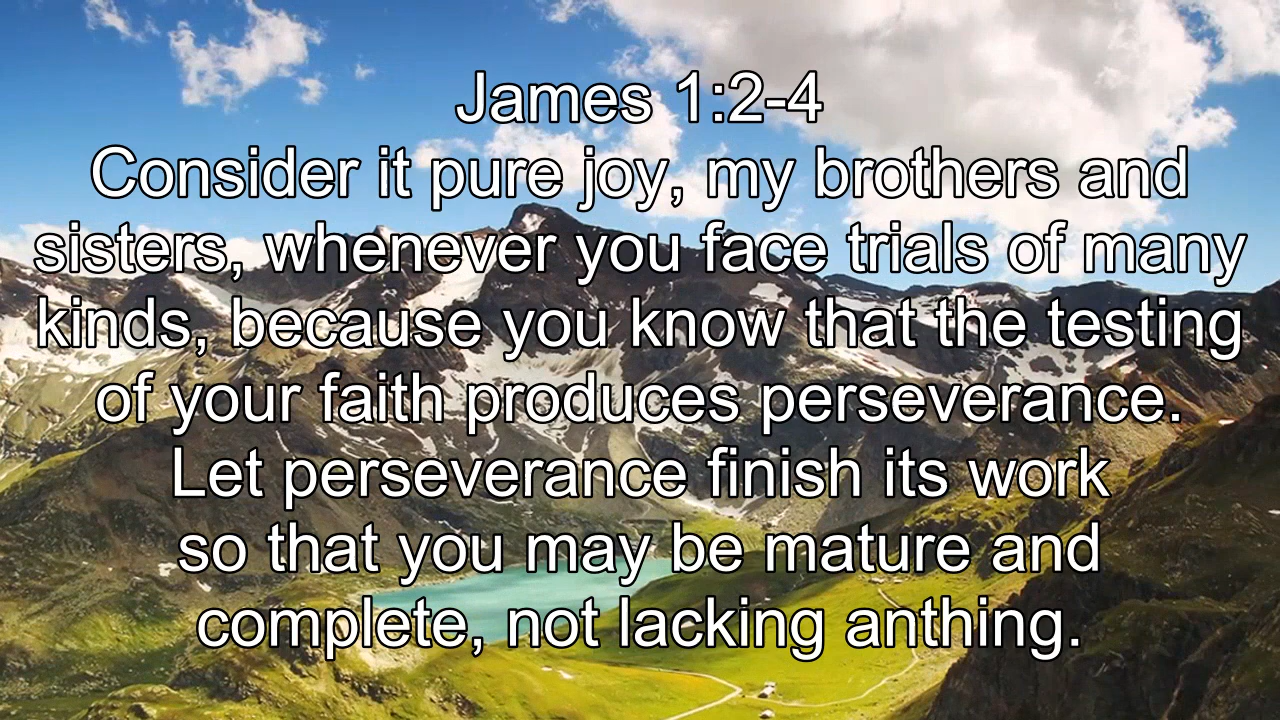 James 1:2-4
Consider it pure joy, my brothers and
sisters, whenever you face trials of many
kinds, because you know that the testing
of your faith produces perseverance.
Let perseverance finish its work
so that you may be mature and
complete, not lacking anthing.